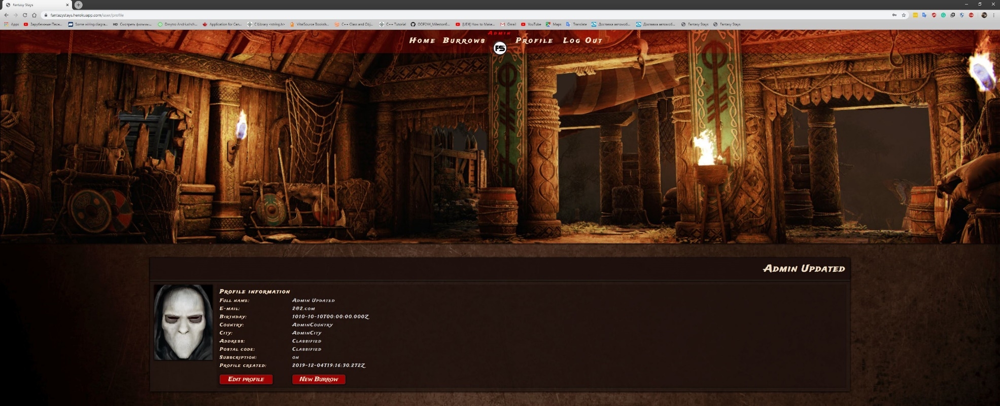 Fantasy Stays
fantazystays.herokuapp.com/user/profile
Apps Зарубежные Песн... Some wiring diagra... HD Смотреть фильмы... Dmytro Andriushch... Application for Can... C Library <string.h> VitalSource Booksh... C++ Class and Obj... C++ Tutorial OOP244_Mileston6... [UE4] How to Make... Gmail YouTube Maps Translate Доставка автомоб... Доставка автомоб... Fantasy Stays Fantasy Stays
Admin
Home Burrows FS Profile Log Out
Admin Updated
Profile information
Full name: Admin Updated
E-mail: 2@2.com
Birthday: 1010-10-10T00:00:00.000Z
Country: AdminCountry
City: AdminCity
Address: Classified
Postal code: Classified
Subscription: on
Profile created: 2019-12-04T19:16:30.272Z
Edit profile New Burrow